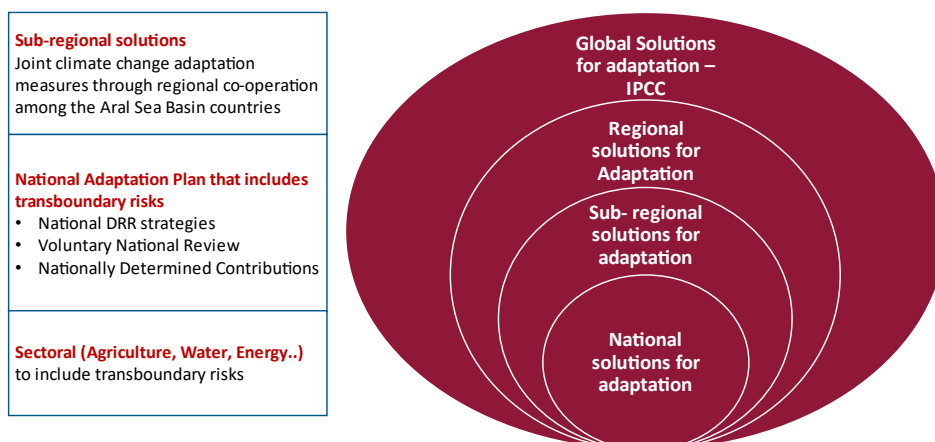 Sub-regional solutions
Joint climate change adaptation
measures through regional co-operation
among the Aral Sea Basin countries
National Adaptation Plan that includes
transboundary risks
• National DRR strategies
• Voluntary National Review
• Nationally Determined Contributions
Sectoral (Agriculture, Water, Energy..)
to include transboundary risks
Global Solutions
for adaptation –
IPCC
Regional
solutions for
Adaptation
Sub- regional
solutions for
adaptation
National
solutions for
adaptation